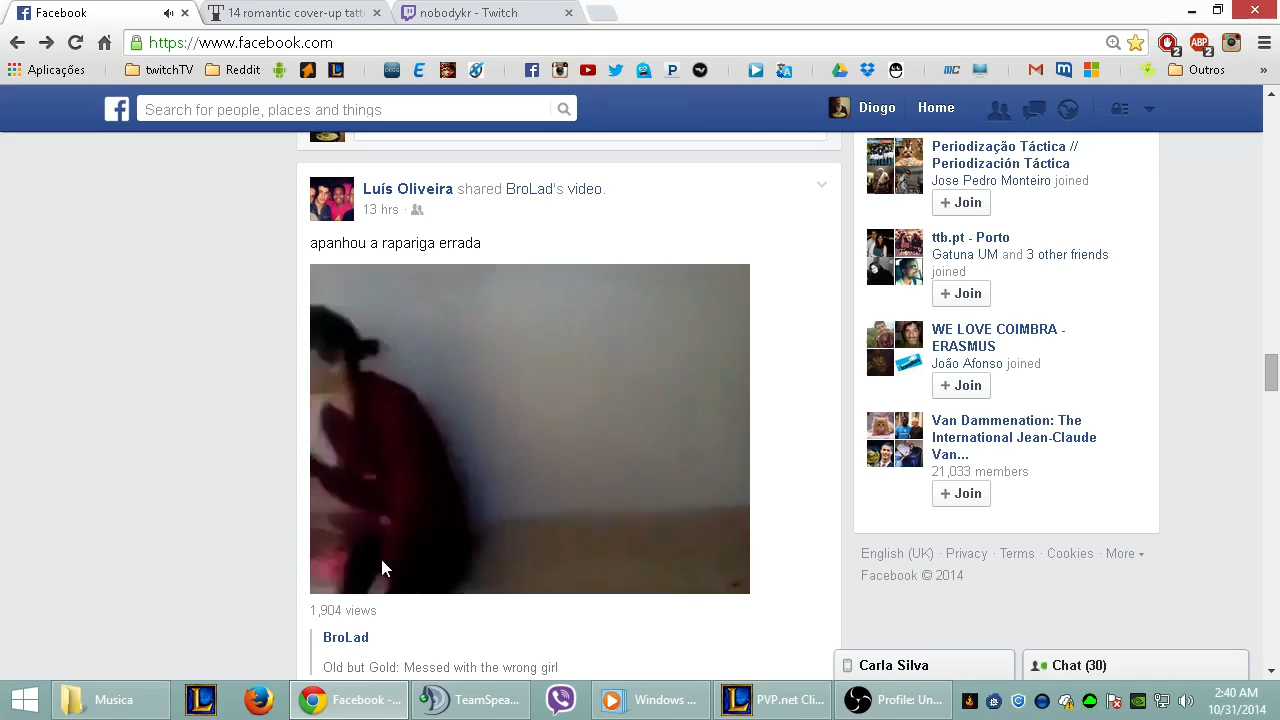 Facebook
14 romantic cover-up tatt
nobodykr - Twitch
https://www.facebook.com
2
2
Aplicações
twitchTV
Reddit
Outros
Search for people, places and things
Diogo
Home
Luís Oliveira shared BroLad's video.
13 hrs ·
apanhou a rapariga errada
1,904 views
BroLad
Old but Gold: Messed with the wrong girl
Periodização Táctica //
Periodización Táctica
Jose Pedro Monteiro joined
+ Join
ttb.pt - Porto
Gatuna UM and 3 other friends
joined
+ Join
WE LOVE COIMBRA -
ERASMUS
João Afonso joined
+ Join
Van Dammenation: The
International Jean-Claude
Van...
21,033 members
+ Join
English (UK) · Privacy · Terms · Cookies · More
Facebook © 2014
Carla Silva
Chat (30)
Musica
Facebook -...
TeamSpea...
Windows ...
PVP.net Cli...
Profile: Un...
2:40 AM
10/31/2014